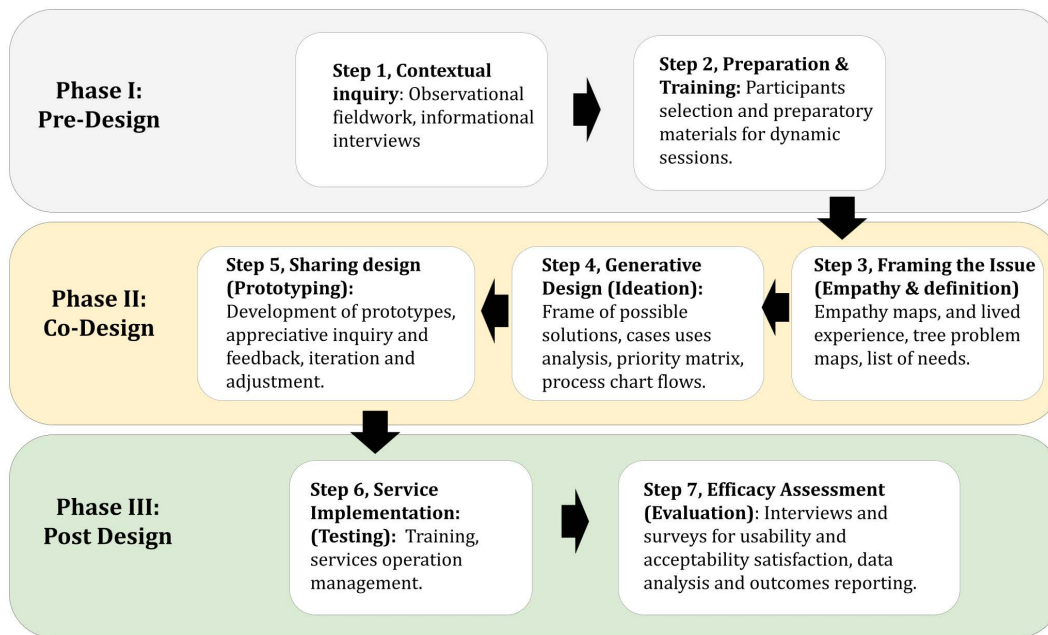 Phase I:
Pre-Design
Step 1, Contextual
inquiry: Observational
fieldwork, informational
interviews
Step 2, Preparation &
Training: Participants
selection and preparatory
materials for dynamic
sessions.
Phase II:
Co-Design
Step 3, Framing the Issue
(Empathy & definition)
Empathy maps, and lived
experience, tree problem
maps, list of needs.
Step 4, Generative
Design (Ideation):
Frame of possible
solutions, cases uses
analysis, priority matrix,
process chart flows.
Step 5, Sharing design
(Prototyping):
Development of prototypes,
appreciative inquiry and
feedback, iteration and
adjustment.
Phase III:
Post Design
Step 6, Service
Implementation:
(Testing): Training,
services operation
management.
Step 7, Efficacy Assessment
(Evaluation): Interviews and
surveys for usability and
acceptability satisfaction, data
analysis and outcomes reporting.